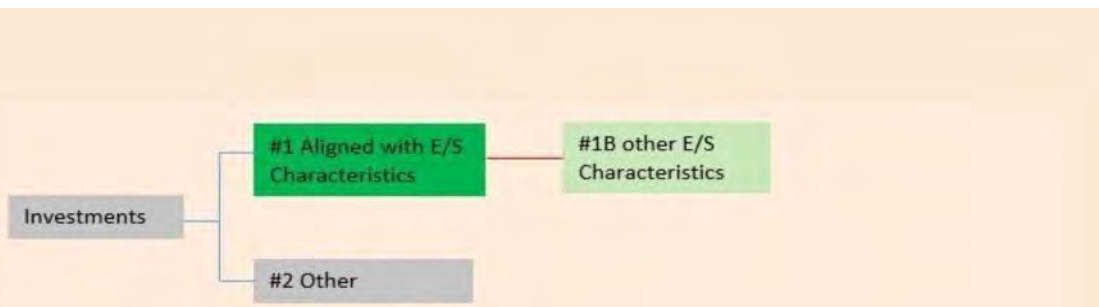 #1 Aligned with E/S
Characteristics
#1B other E/S
Characteristics
Investments
#2 Other